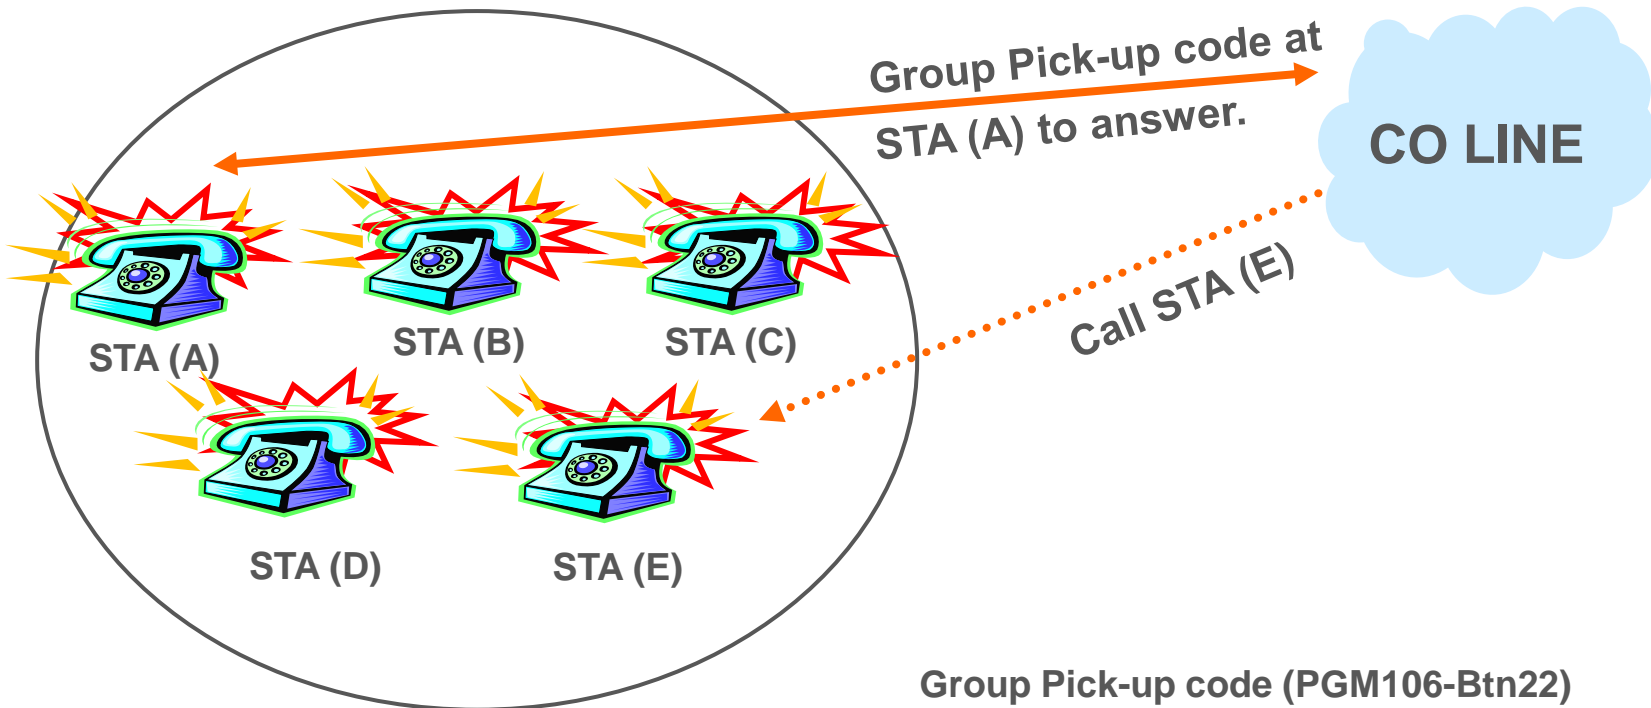 Group Pick-up code at
STA (A) to answer.
CO LINE
Call STA (E)
STA (A)
STA (B)
STA (C)
STA (D)
STA (E)
Group Pick-up code (PGM106-Btn22)